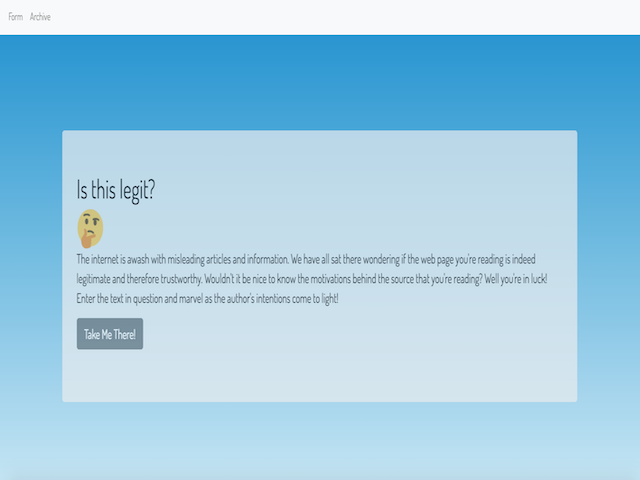 Form Archive
Is this legit?
The internet is awash with misleading articles and information. We have all sat there wondering if the web page you're reading is indeed
legitimate and therefore trustworthy. Wouldn't it be nice to know the motivations behind the source that you're reading? Well you're in luck!
Enter the text in question and marvel as the author's intentions come to light!
Take Me There!